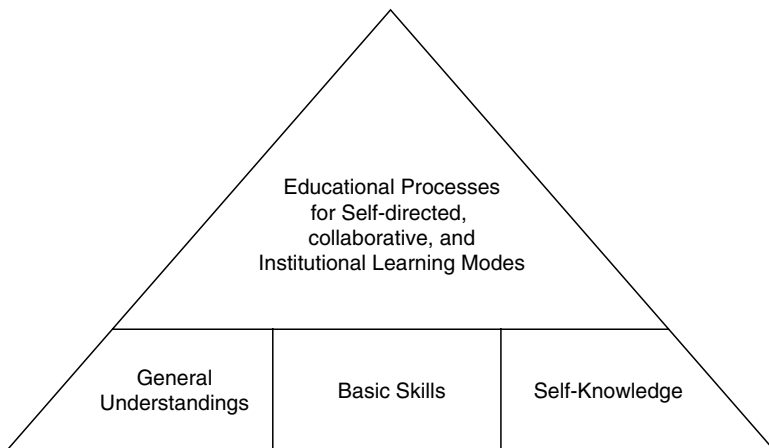 Educational Processes
for Self-directed,
collaborative, and
Institutional Learning Modes
General
Understandings
Basic Skills
Self-Knowledge